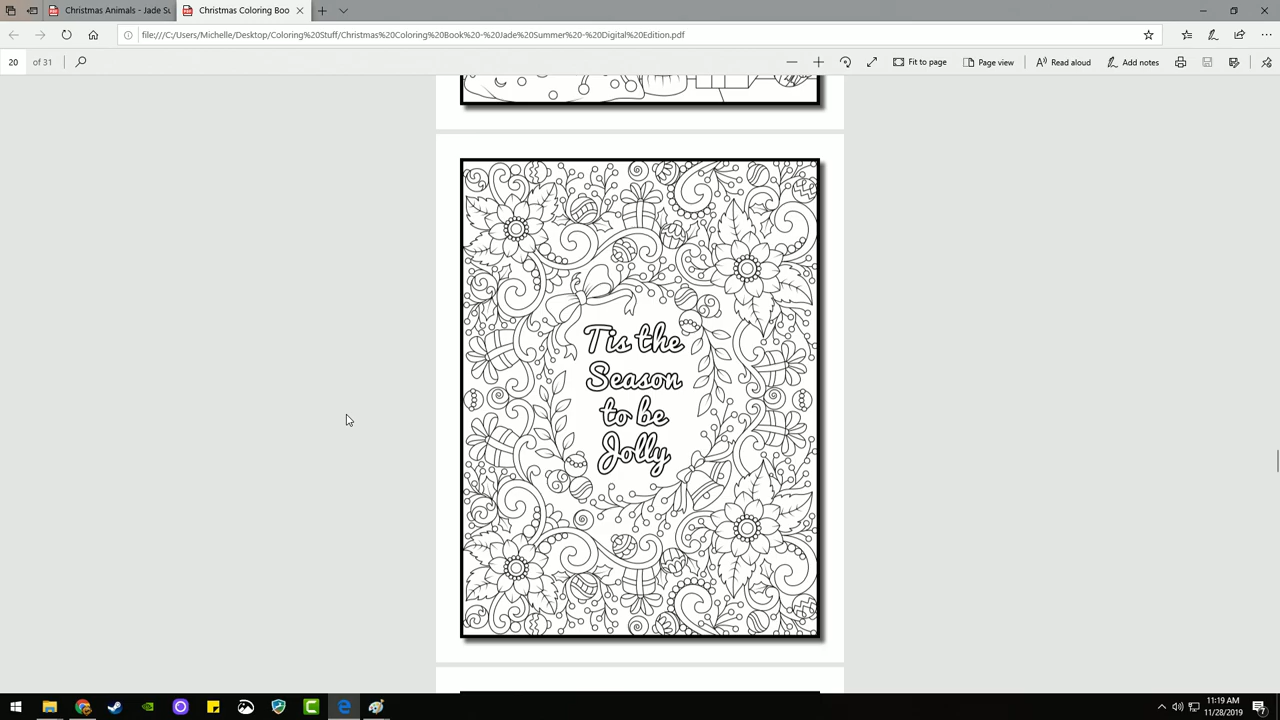 Christmas Animals - Jade Su
Christmas Coloring Boo
file:///C:/Users/Michelle/Desktop/Coloring%20Stuff/Christmas%20Coloring%20Book%20-%20Jade%20Summer%20-%20Digital%20Edition.pdf
20 of 31
Fit to page
Page view
Read aloud
Add notes
Tis the
Season
to be
Jolly
11:19 AM
11/28/2019